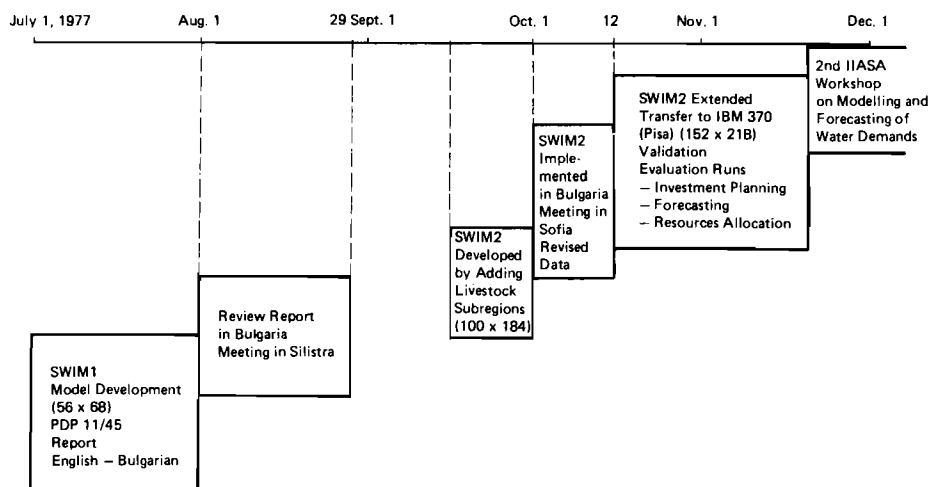 July 1, 1977 Aug. 1 29 Sept. 1 Oct. 1 12 Nov. 1 Dec. 1
SWIM1
Model Development
(56 x 68)
PDP 11/45
Report
English – Bulgarian
Review Report
in Bulgaria
Meeting in Silistra
SWIM2
Developed
by Adding
Livestock
Subregions
(100 x 184)
SWIM2
Imple-
mented
in Bulgaria
Meeting in
Sofia
Revised
Data
SWIM2 Extended
Transfer to IBM 370
(Pisa) (152 x 218)
Validation
Evaluation Runs
– Investment Planning
– Forecasting
– Resources Allocation
2nd IIASA
Workshop
on Modelling and
Forecasting of
Water Demands